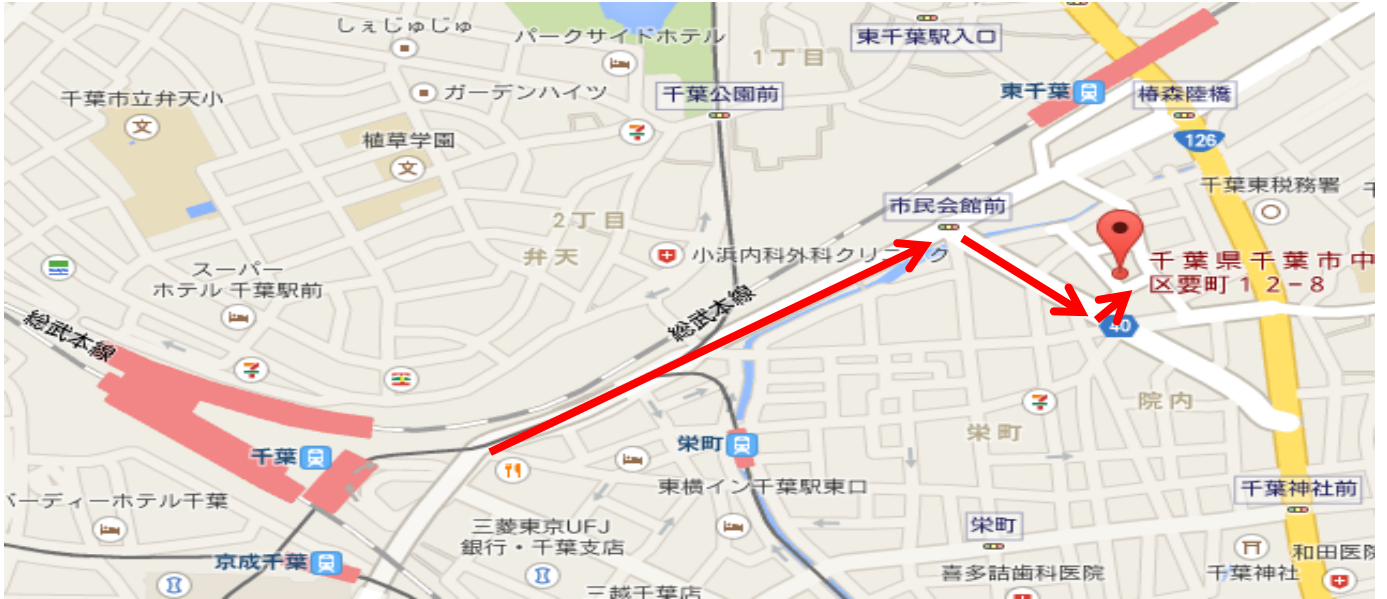 しぇじゅじゅ
パークサイドホテル
1丁目
東千葉駅入口
千葉市立弁天小
ガーデンハイツ
千葉公園前
東千葉
椿森陸橋
植草学園
126
千葉東税務署
2丁目
弁天
市民会館前
小浜内科外科クリニック
スーパー
ホテル 千葉駅前
千葉県千葉市中
区要町12-8
総武本線
総武本線
40
院内
栄町
千葉
栄町
東横イン千葉駅東口
バーディーホテル千葉
千葉神社前
三菱東京UFJ
銀行・千葉支店
栄町
京成千葉
和田医院
喜多詰歯科医院
千葉神社
三越千葉店